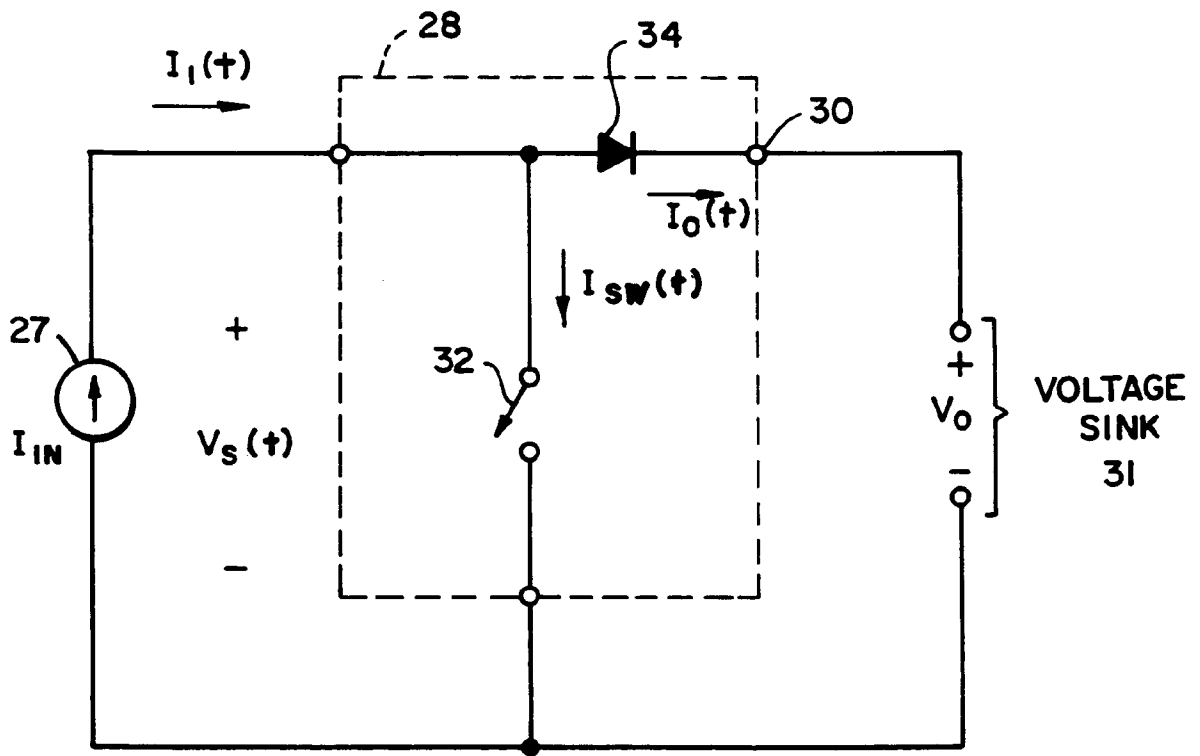 28
34
I1(t)
30
I0(t)
ISW(t)
27
+
32
+
VOLTAGE
VS(t)
V0
SINK
IIN
−
31
−